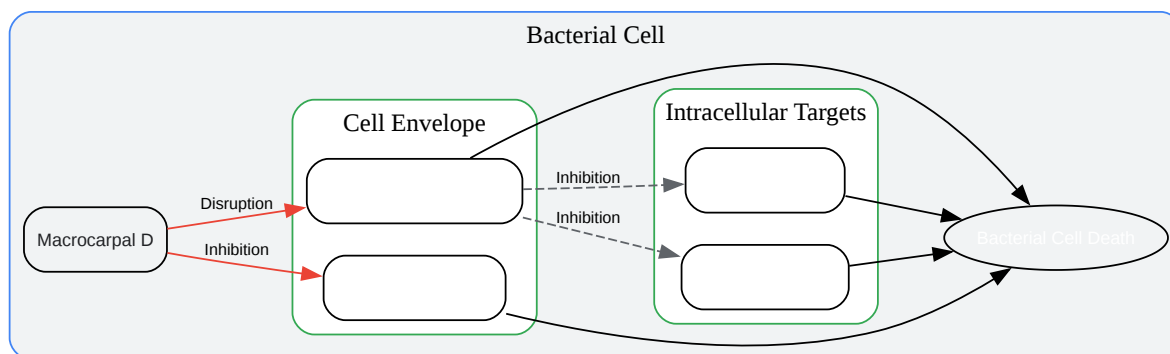 Bacterial Cell
Cell Envelope
Intracellular Targets
Macrocarpal D
Disruption
Inhibition
Inhibition
Inhibition
Bacterial Cell Death